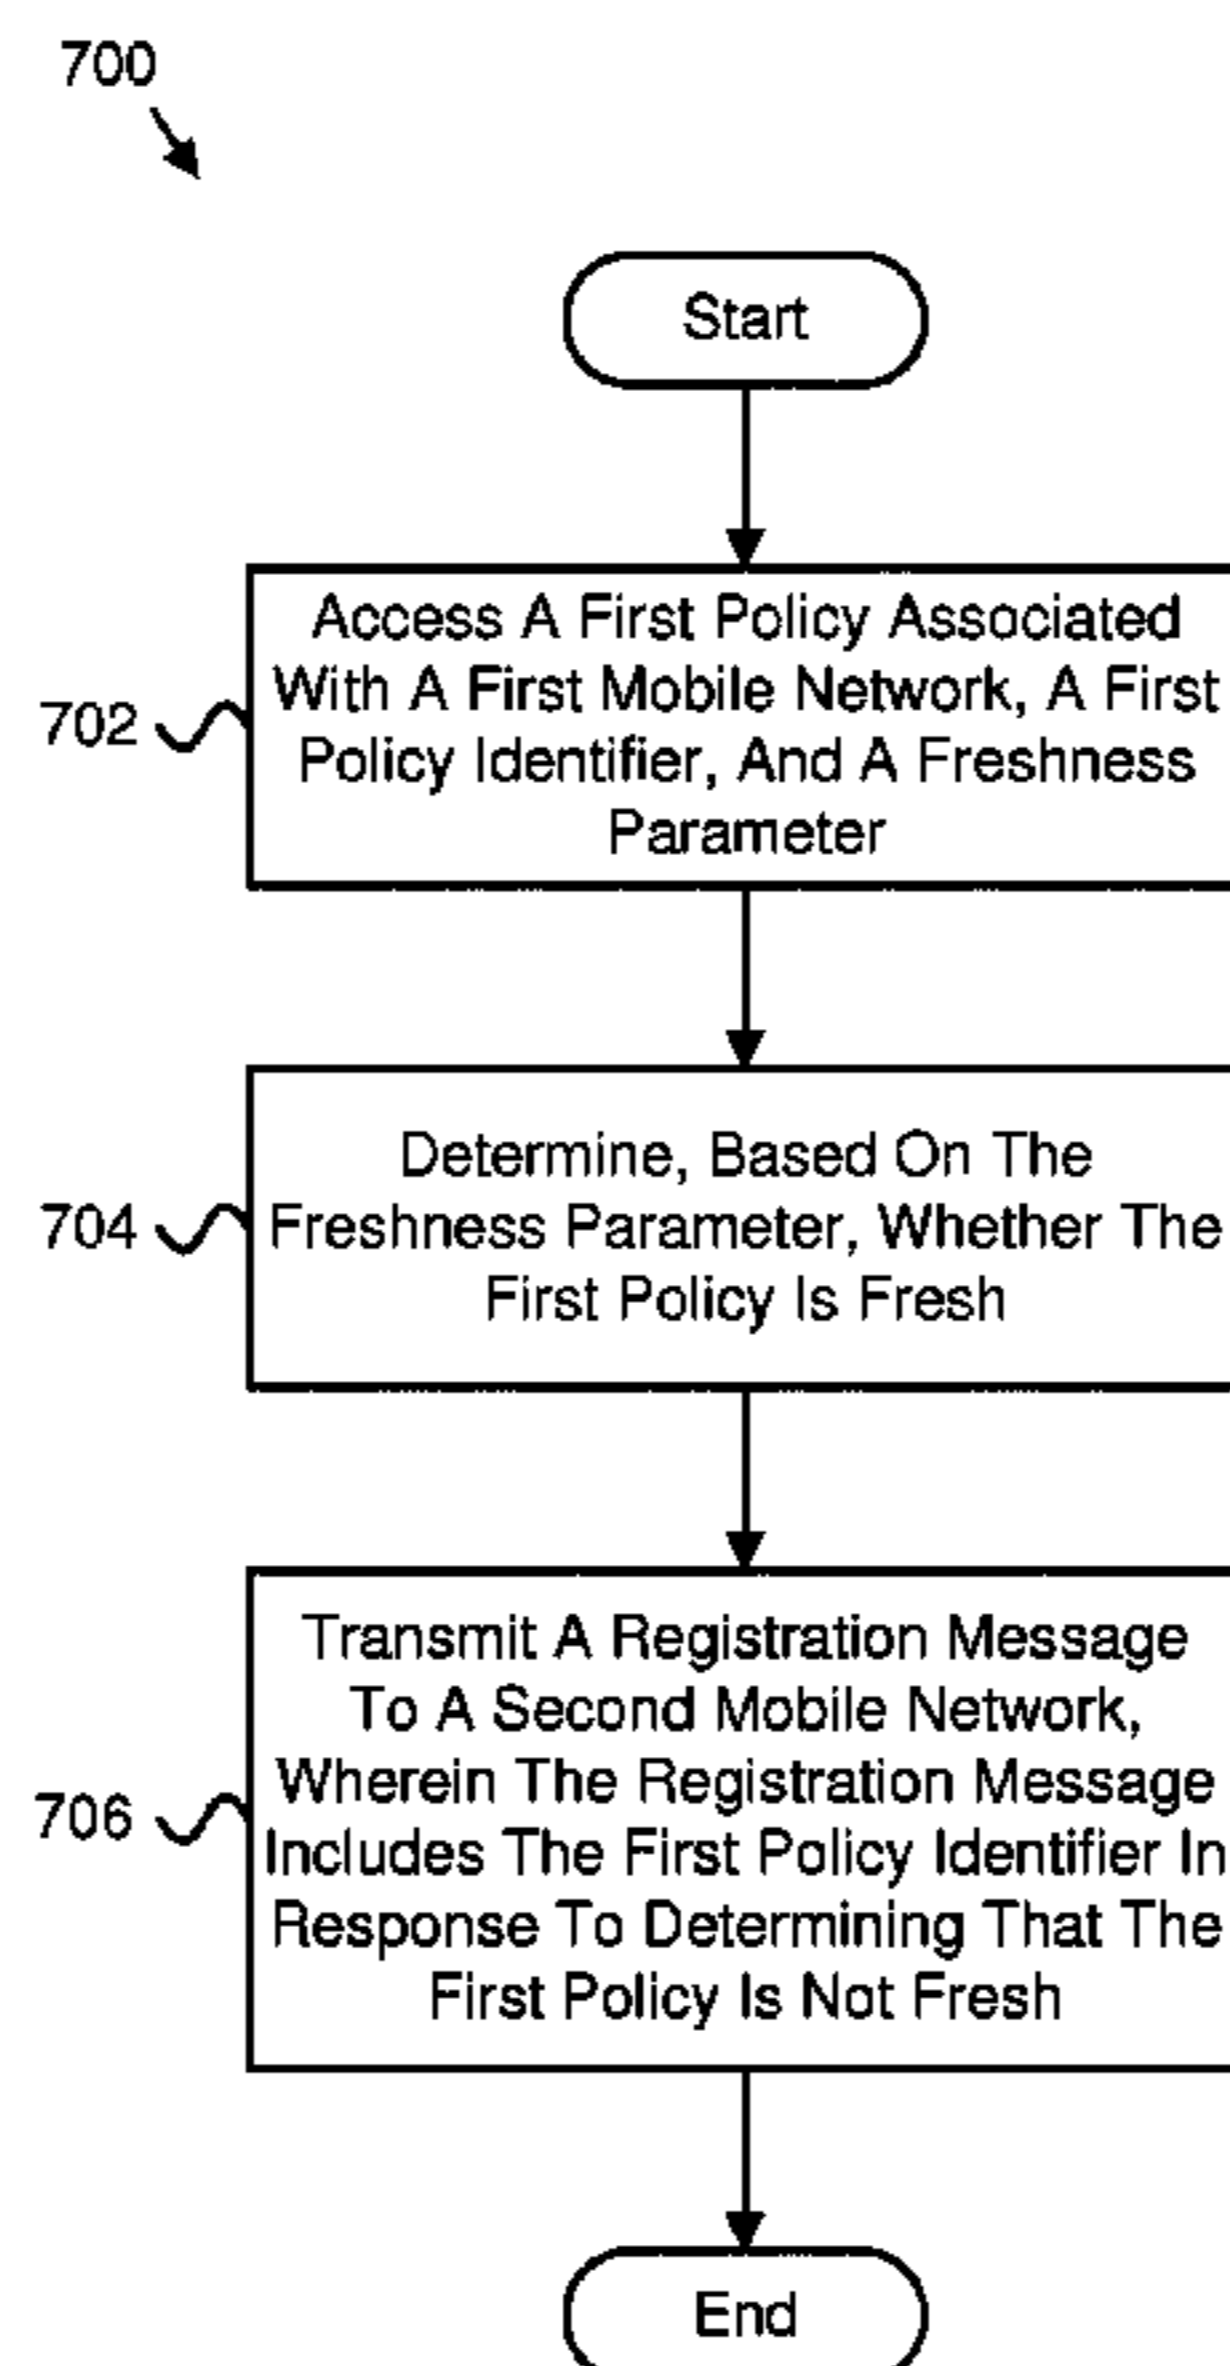 700
Start
Access A First Policy Associated
With A First Mobile Network, A First
Policy Identifier, And A Freshness
Parameter
702
Determine, Based On The
Freshness Parameter, Whether The
First Policy Is Fresh
704
Transmit A Registration Message
To A Second Mobile Network,
Wherein The Registration Message
Includes The First Policy Identifier In
Response To Determining That The
First Policy Is Not Fresh
706
End